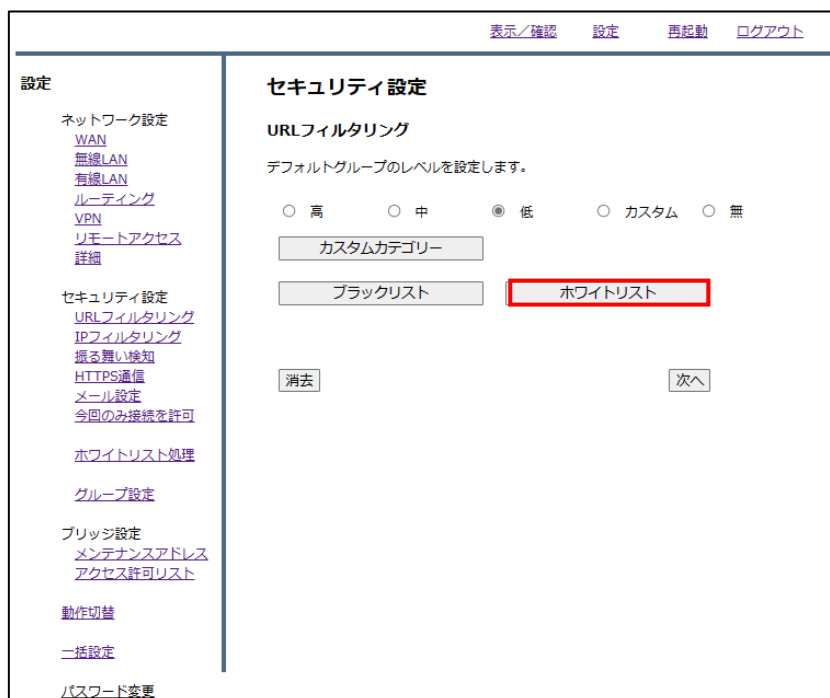 表示／確認 設定 再起動 ログアウト
設定
ネットワーク設定
WAN
無線LAN
有線LAN
ルーティング
VPN
リモートアクセス
詳細
セキュリティ設定
URLフィルタリング
IPフィルタリング
振る舞い検知
HTTPS通信
メール設定
今回のみ接続を許可
ホワイトリスト処理
グループ設定
ブリッジ設定
メンテナンスアドレス
アクセス許可リスト
動作切替
一括設定
パスワード変更
セキュリティ設定
URLフィルタリング
デフォルトグループのレベルを設定します。
高 中 低 カスタム 無
カスタムカテゴリー
ブラックリスト ホワイトリスト
消去 次へ